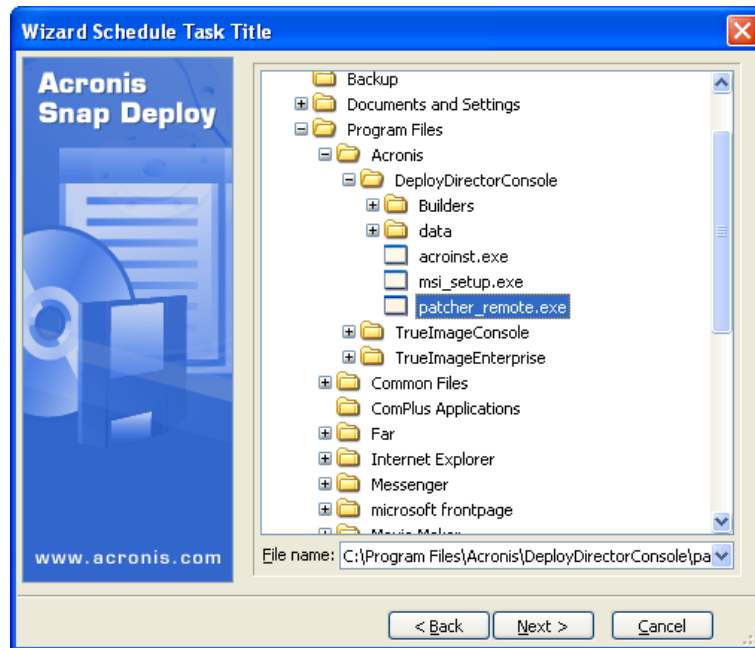 Wizard Schedule Task Title
Acronis
Snap Deploy
Backup
Documents and Settings
Program Files
Acronis
DeployDirectorConsole
Builders
data
acroinst.exe
msi_setup.exe
patcher_remote.exe
TrueImageConsole
TrueImageEnterprise
Common Files
ComPlus Applications
Far
Internet Explorer
Messenger
microsoft frontpage
Movie Maker
www.acronis.com
File name: C:\Program Files\Acronis\DeployDirectorConsole\pa
< Back
Next >
Cancel